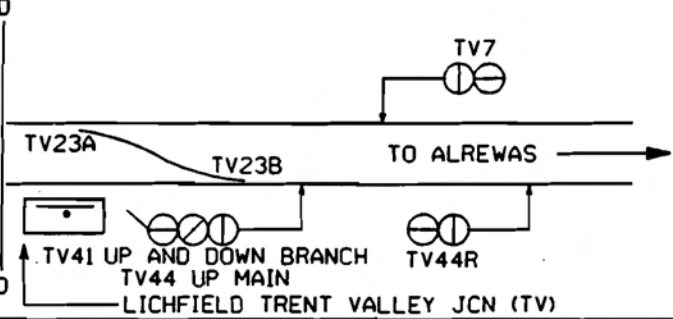 D
TV7
TV23A
TV23B
TO ALREWAS
TV41 UP AND DOWN BRANCH
TV44R
TV44 UP MAIN
D
LICHFIELD TRENT VALLEY JCN (TV)